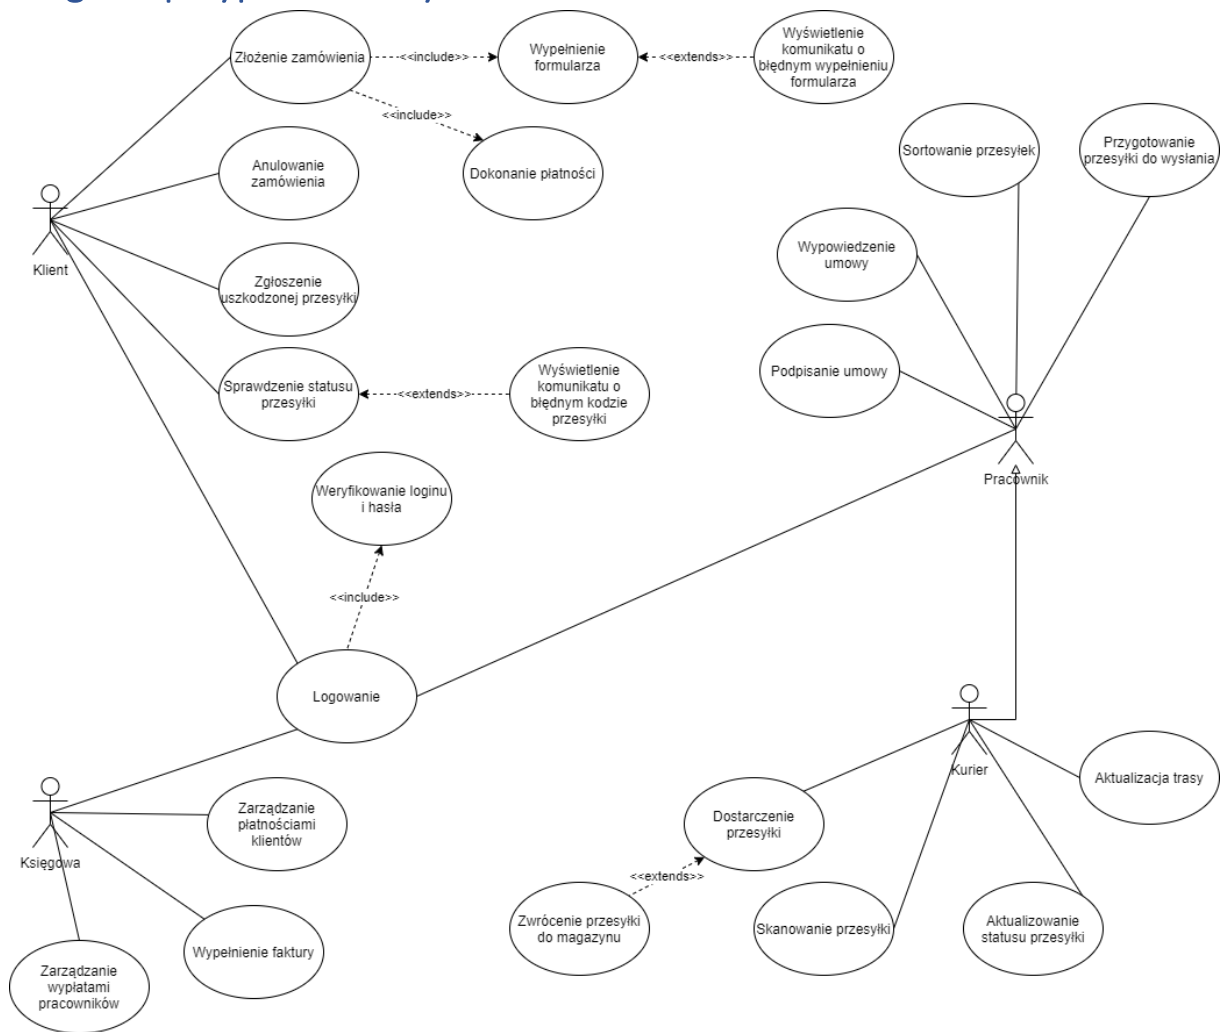 Złożenie zamówienia
<<include>>
Wypełnienie
formularza
<<extends>>
Wyświetlenie
komunikatu o
błędnym wypełnieniu
formularza
<<include>>
Dokonanie płatności
Anulowanie
zamówienia
Sortowanie przesyłek
Przygotowanie
przesyłki do wysłania
Klient
Zgłoszenie
uszkodzonej przesyłki
Wypowiedzenie
umowy
Sprawdzenie statusu
przesyłki
<<extends>>
Wyświetlenie
komunikatu o
błędnym kodzie
przesyłki
Podpisanie umowy
Pracownik
Weryfikowanie loginu
i hasła
<<include>>
Logowanie
Kurier
Aktualizacja trasy
Księgowa
Zarządzanie
płatnościami
klientów
Dostarczenie
przesyłki
<<extends>>
Zwrócenie przesyłki
do magazynu
Skanowanie przesyłki
Aktualizowanie
statusu przesyłki
Wypełnienie faktury
Zarządzanie
wypłatami
pracowników